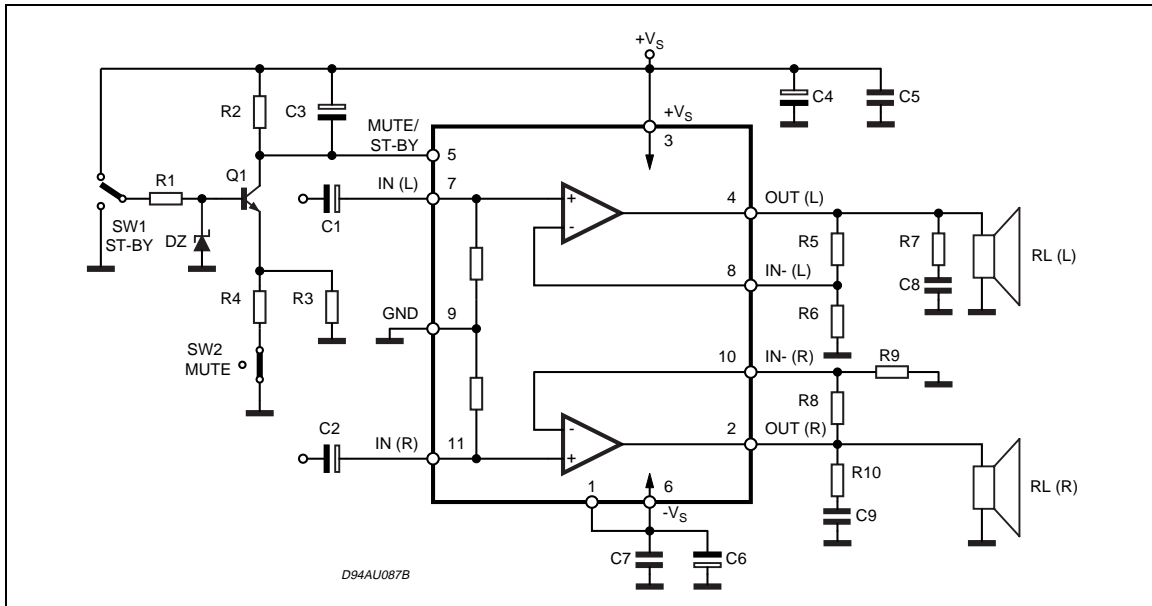 +VS
R2
C3
C4
C5
MUTE/
ST-BY
+VS
3
5
R1
Q1
IN (L)
7
4
OUT (L)
SW1
ST-BY
DZ
C1
+
-
R5
R7
RL (L)
8
IN- (L)
C8
R4
R3
R6
GND
9
SW2
MUTE
10
IN- (R)
R9
R8
C2
IN (R)
11
-
+
2
OUT (R)
R10
RL (R)
1
6
-VS
C9
C7
C6
D94AU087B